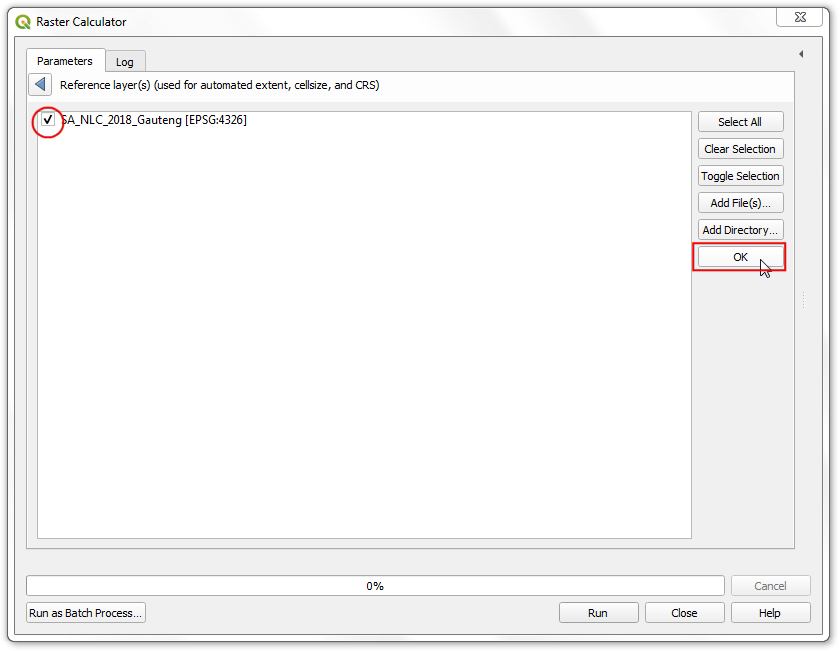 Raster Calculator
Parameters
Log
Reference layer(s) (used for automated extent, cellsize, and CRS)
SA_NLC_2018_Gauteng [EPSG:4326]
Select All
Clear Selection
Toggle Selection
Add File(s)...
Add Directory...
OK
0%
Cancel
Run as Batch Process...
Run
Close
Help